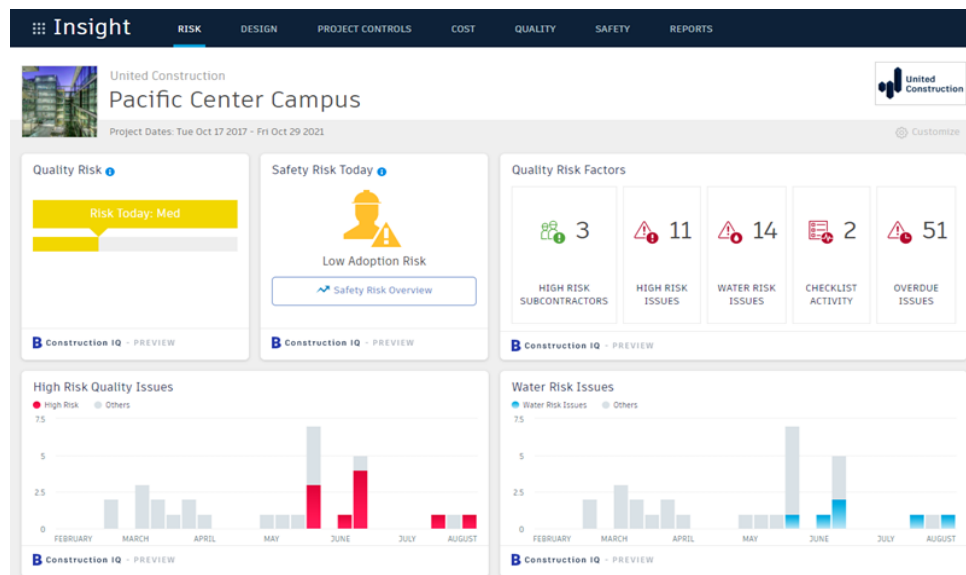 Insight
RISK
DESIGN
PROJECT CONTROLS
COST
QUALITY
SAFETY
REPORTS
United Construction
Pacific Center Campus
United
Construction
Project Dates: Tue Oct 17 2017 - Fri Oct 29 2021
Customize
Quality Risk
Risk Today: Med
B Construction IQ - PREVIEW
Safety Risk Today
Low Adoption Risk
Safety Risk Overview
B Construction IQ - PREVIEW
Quality Risk Factors
3
HIGH RISK
SUBCONTRACTORS
11
HIGH RISK
ISSUES
14
WATER RISK
ISSUES
2
CHECKLIST
ACTIVITY
51
OVERDUE
ISSUES
B Construction IQ - PREVIEW
High Risk Quality Issues
High Risk Others
7.5
5
2.5
0
FEBRUARY MARCH APRIL MAY JUNE JULY AUGUST
B Construction IQ - PREVIEW
Water Risk Issues
Water Risk Issues Others
7.5
5
2.5
0
FEBRUARY MARCH APRIL MAY JUNE JULY AUGUST
B Construction IQ - PREVIEW